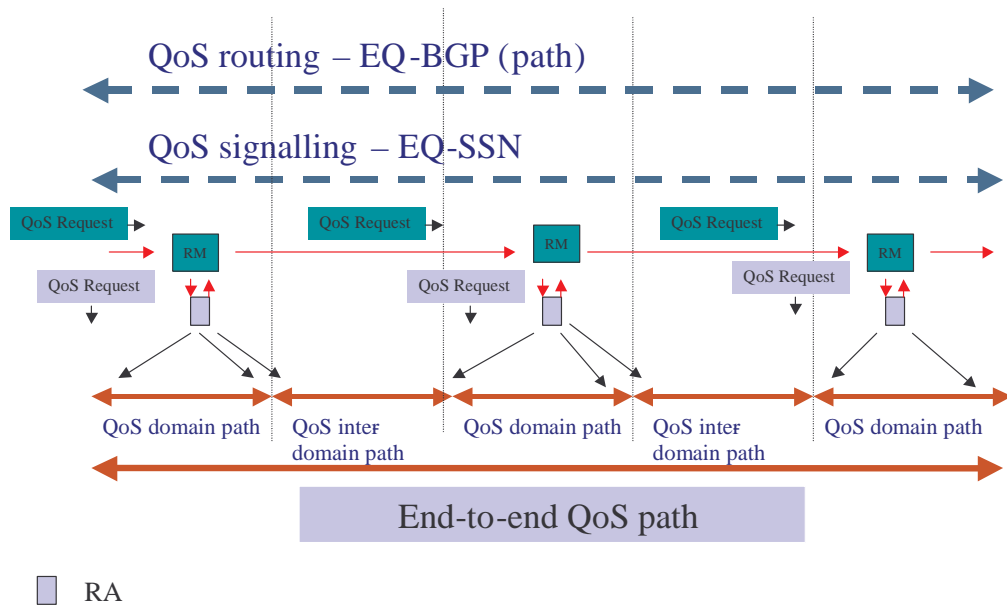 QoS routing – EQ-BGP (path)
QoS signalling – EQ-SSN
QoS Request
QoS Request
QoS Request
RM
RM
RM
QoS Request
QoS Request
QoS Request
QoS domain path
QoS inter
domain path
QoS domain path
QoS inter
domain path
QoS domain path
End-to-end QoS path
RA